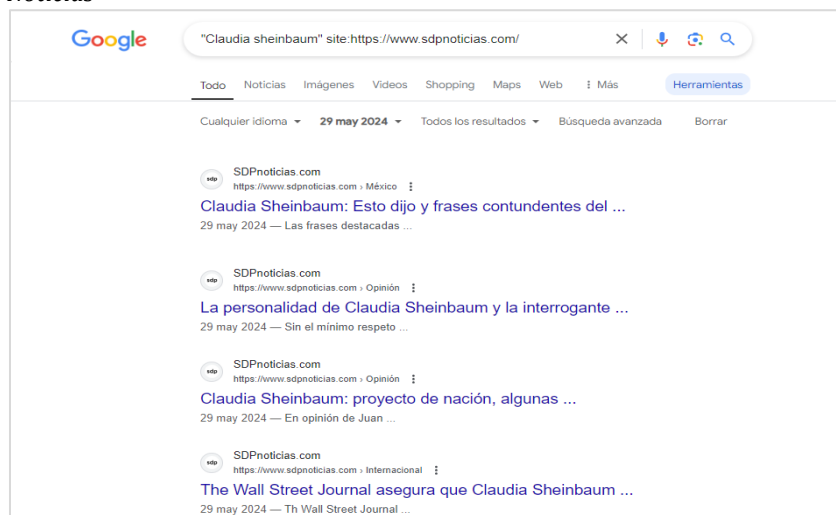 Noticias
Google
"Claudia sheinbaum" site:https://www.sdpnoticias.com/
Todo Noticias Imágenes Videos Shopping Maps Web Más Herramientas
Cualquier idioma 29 may 2024 Todos los resultados Búsqueda avanzada Borrar
sdp SDPnoticias.com
https://www.sdpnoticias.com › México
Claudia Sheinbaum: Esto dijo y frases contundentes del ...
29 may 2024 — Las frases destacadas ...
sdp SDPnoticias.com
https://www.sdpnoticias.com › Opinión
La personalidad de Claudia Sheinbaum y la interrogante ...
29 may 2024 — Sin el mínimo respeto ...
sdp SDPnoticias.com
https://www.sdpnoticias.com › Opinión
Claudia Sheinbaum: proyecto de nación, algunas ...
29 may 2024 — En opinión de Juan ...
sdp SDPnoticias.com
https://www.sdpnoticias.com › Internacional
The Wall Street Journal asegura que Claudia Sheinbaum ...
29 may 2024 — Th Wall Street Journal ...